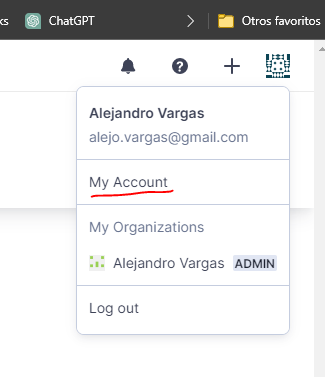 ks
ChatGPT
Otros favoritos
Alejandro Vargas
alejo.vargas@gmail.com
My Account
My Organizations
Alejandro Vargas ADMIN
Log out